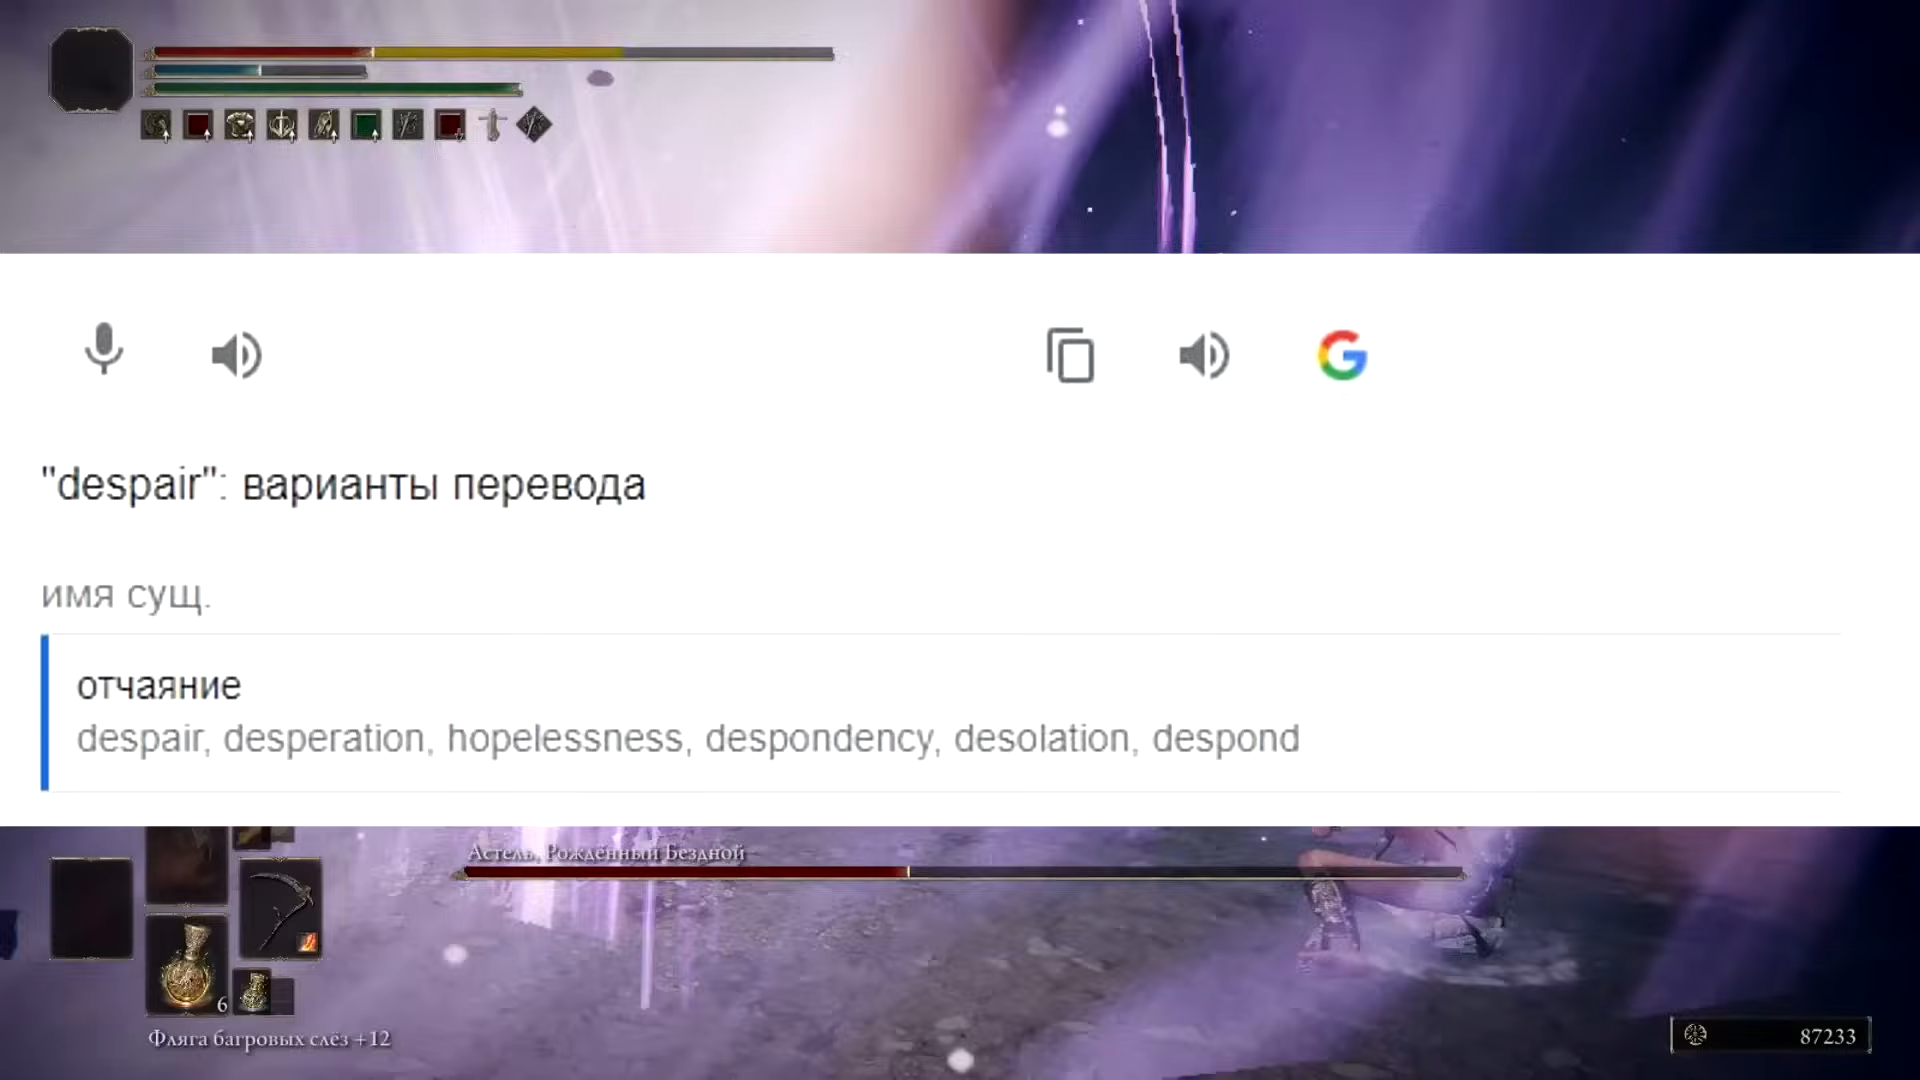 "despair": варианты перевода
имя сущ.
отчаяние
despair, desperation, hopelessness, despondency, desolation, despond
Астель, Рождённый Бездной
6
Фляга багровых слёз +12
87233